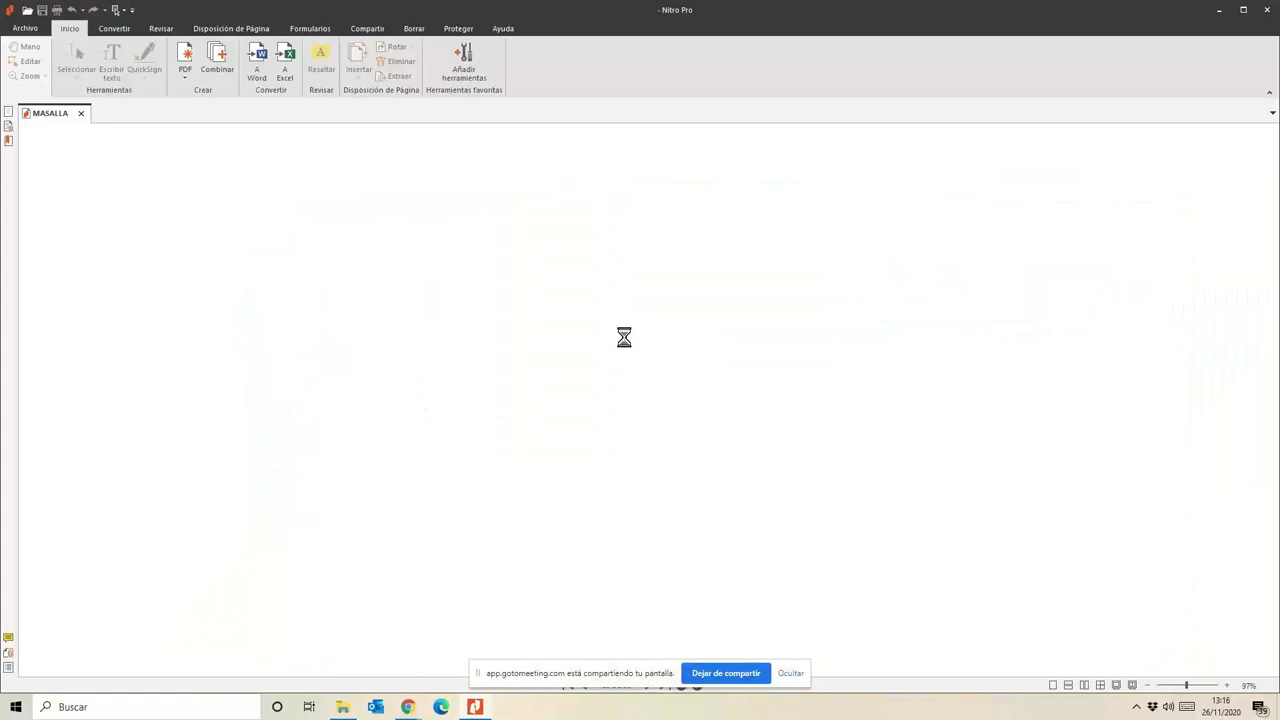 - Nitro Pro
Archivo Inicio Convertir Revisar Disposición de Página Formularios Compartir Borrar Proteger Ayuda
Mano
Editar
Zoom
Seleccionar
Escribir texto
QuickSign
Herramientas
PDF
Combinar
Crear
A Word
A Excel
Convertir
Resaltar
Revisar
Insertar
Rotar
Eliminar
Extraer
Disposición de Página
Añadir herramientas
Herramientas favoritas
MASALLA
app.gotometing.com está compartiendo tu pantalla. Dejar de compartir Ocultar
97%
Buscar
13:16
26/11/2020
39